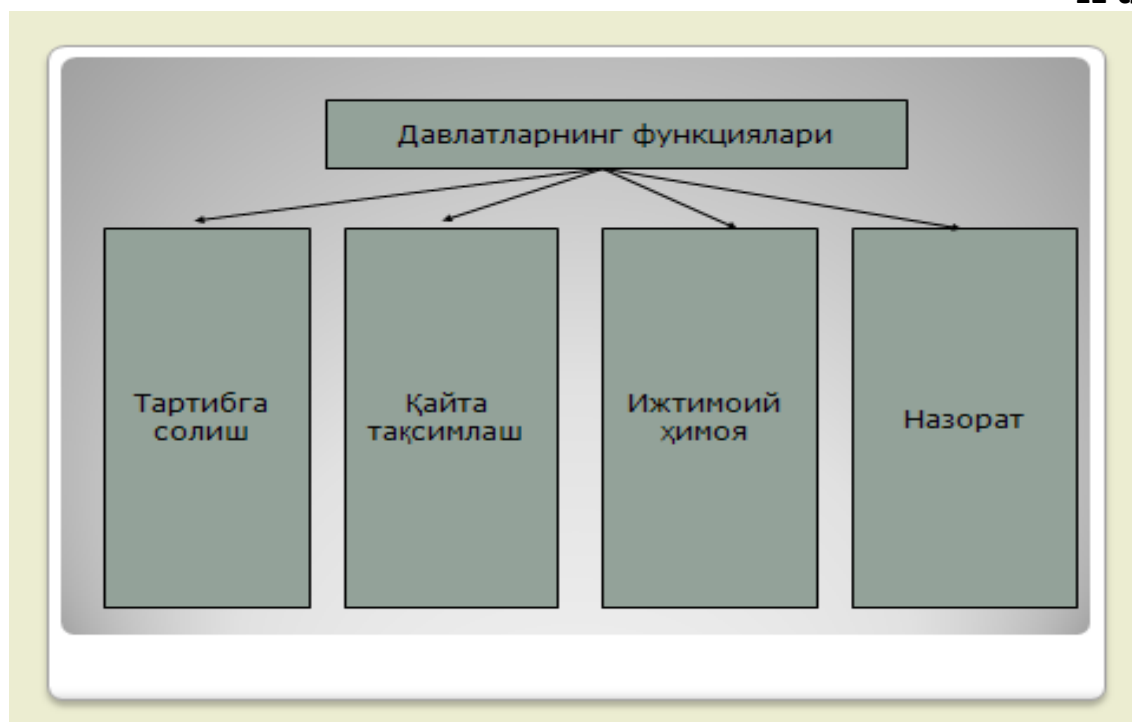 Давлатларнинг функциялари
Тартибга
солиш
Қайта
тақсимлаш
Ижтимоий
ҳимоя
Назорат